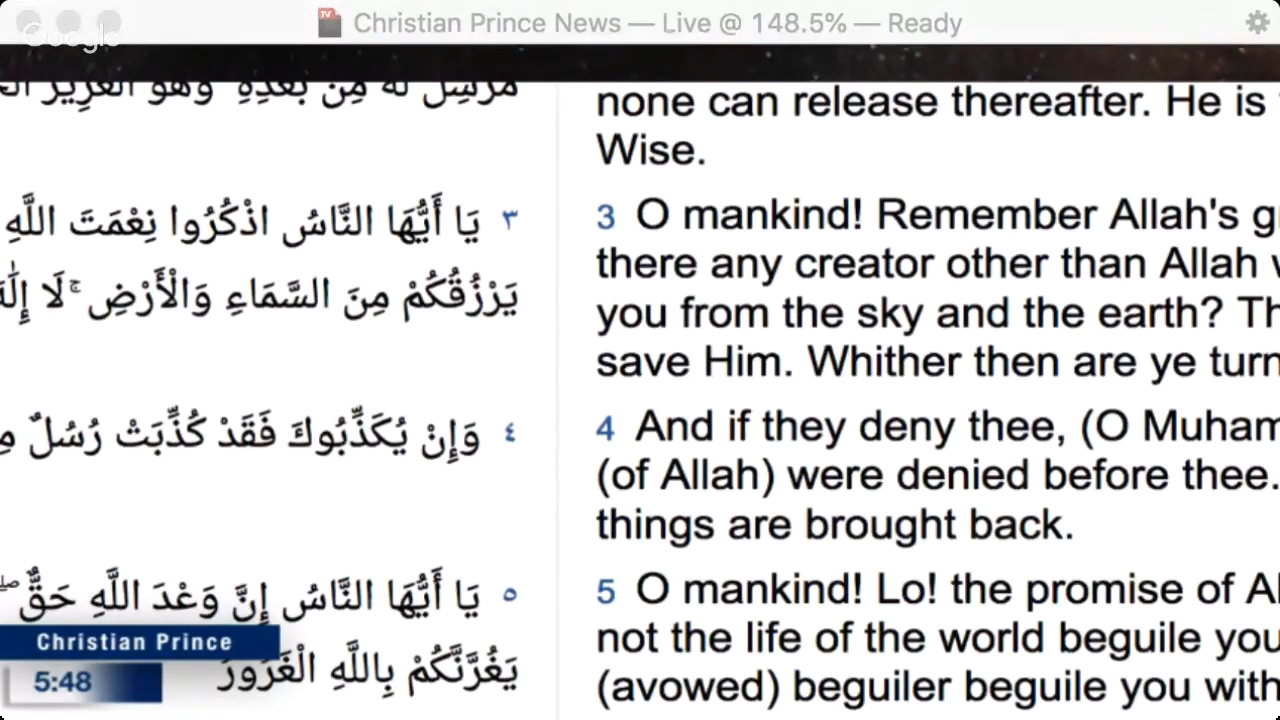 Christian Prince News — Live @ 148.5% — Ready
Google
مُرْسِلَ لَهُ مِنْ بَعْدِهِ وَهُوَ الْعَزِيزُ
none can release thereafter. He is
Wise.
٣ يَا أَيُّهَا النَّاسُ اذْكُرُوا نِعْمَتَ اللَّهِ
يَرْزُقُكُمْ مِنَ السَّمَاءِ وَالْأَرْضِ ۚ لَا
3 O mankind! Remember Allah's
there any creator other than Allah
you from the sky and the earth?
save Him. Whither then are ye
٤ وَإِنْ يُكَذِّبُوكَ فَقَدْ كُذِّبَتْ رُسُلٌ
4 And if they deny thee, (O
(of Allah) were denied before thee.
things are brought back.
٥ يَا أَيُّهَا النَّاسُ إِنَّ وَعْدَ اللَّهِ حَقٌّ ۖ
يَغُرَّنَّكُمْ بِاللَّهِ الْغَرُورُ
5 O mankind! Lo! the promise of
not the life of the world beguile you
(avowed) beguiler beguile you with
Christian Prince
5:48